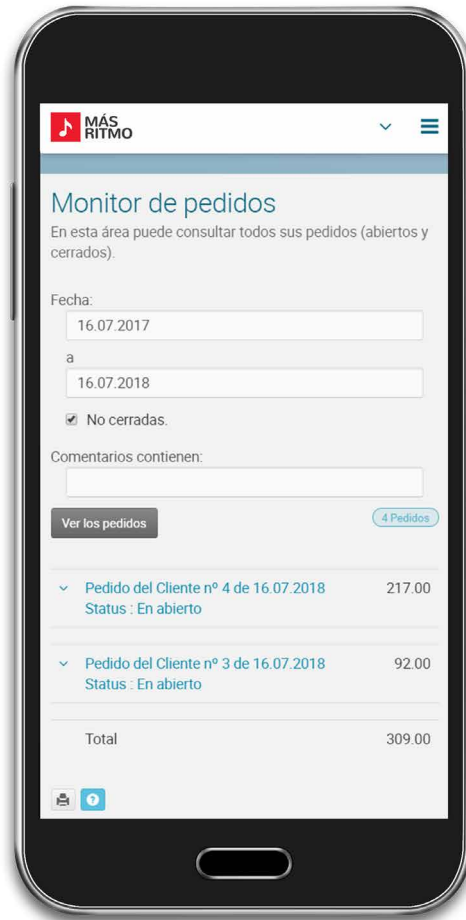 MÁS
RITMO
Monitor de pedidos
En esta área puede consultar todos sus pedidos (abiertos y
cerrados).
Fecha:
16.07.2017
a
16.07.2018
No cerradas.
Comentarios contienen:
Ver los pedidos
4 Pedidos
Pedido del Cliente nº 4 de 16.07.2018 217.00
Status : En abierto
Pedido del Cliente nº 3 de 16.07.2018 92.00
Status : En abierto
Total 309.00
?